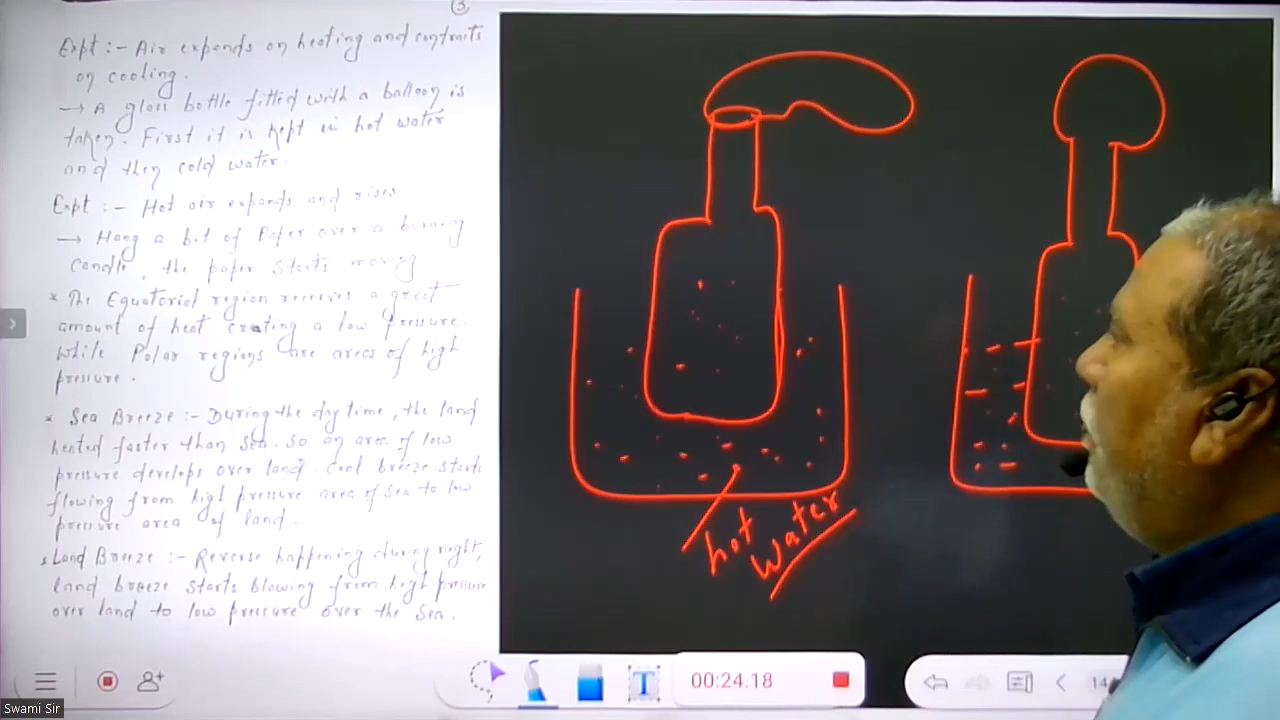 3
Expt :- Air expands on heating and contracts
on cooling.
→ A glass bottle fitted with a balloon is
taken. First it is kept in hot water
and then cold water.
Expt :- Hot air expands and rises
→ Hang a bit of Paper over a burning
candle, the paper starts moving
* The Equatorial region receives a great
amount of heat creating a low pressure.
While Polar regions are areas of high
pressure.
* Sea Breeze :- During the day time, the land
heated faster than sea. So an area of low
pressure develops over land. Cool breeze starts
flowing from high pressure area of sea to low
pressure area of land.
* Land Breeze :- Reverse happening during night,
land breeze starts blowing from high pressure
over land to low pressure over the sea.
hot
water
T
00:24.18
14
Swami Sir